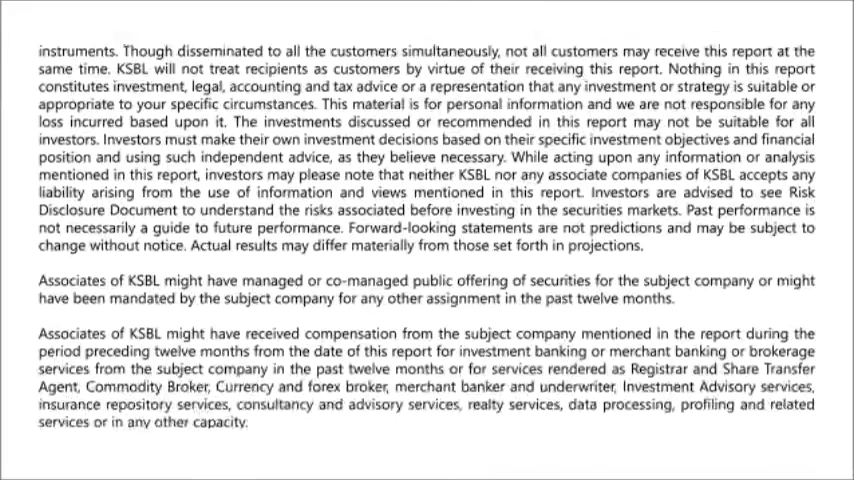 instruments. Though disseminated to all the customers simultaneously, not all customers may receive this report at the
same time. KSBL will not treat recipients as customers by virtue of their receiving this report. Nothing in this report
constitutes investment, legal, accounting and tax advice or a representation that any investment or strategy is suitable or
appropriate to your specific circumstances. This material is for personal information and we are not responsible for any
loss incurred based upon it. The investments discussed or recommended in this report may not be suitable for all
investors. Investors must make their own investment decisions based on their specific investment objectives and financial
position and using such independent advice, as they believe necessary. While acting upon any information or analysis
mentioned in this report, investors may please note that neither KSBL nor any associate companies of KSBL accepts any
liability arising from the use of information and views mentioned in this report. Investors are advised to see Risk
Disclosure Document to understand the risks associated before investing in the securities markets. Past performance is
not necessarily a guide to future performance. Forward-looking statements are not predictions and may be subject to
change without notice. Actual results may differ materially from those set forth in projections.
Associates of KSBL might have managed or co-managed public offering of securities for the subject company or might
have been mandated by the subject company for any other assignment in the past twelve months.
Associates of KSBL might have received compensation from the subject company mentioned in the report during the
period preceding twelve months from the date of this report for investment banking or merchant banking or brokerage
services from the subject company in the past twelve months or for services rendered as Registrar and Share Transfer
Agent, Commodity Broker, Currency and forex broker, merchant banker and underwriter, Investment Advisory services,
insurance repository services, consultancy and advisory services, realty services, data processing, profiling and related
services or in any other capacity.